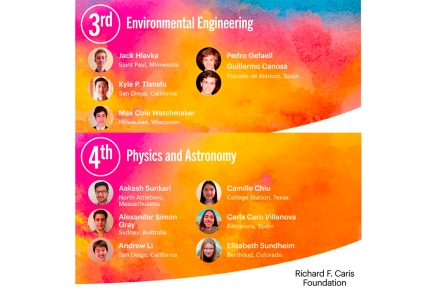 3rd
Environmental Engineering
Jack Hlavka
Saint Paul, Minnesota
Kyle P. Tianshi
San Diego, California
Max Cole Watchmaker
Milwaukee, Wisconsin
Pedro Gefaell
Guillermo Canosa
Pozuelo de Alarcon, Spain
4th
Physics and Astronomy
Aakash Sunkari
North Attleboro,
Massachusetts
Alexander Simon
Gray
Sydney, Australia
Andrew Li
San Diego, California
Camille Chiu
College Station, Texas
Carla Caro Villanova
Barcelona, Spain
Elizabeth Sundheim
Berthoud, Colorado
Richard F. Caris
Foundation